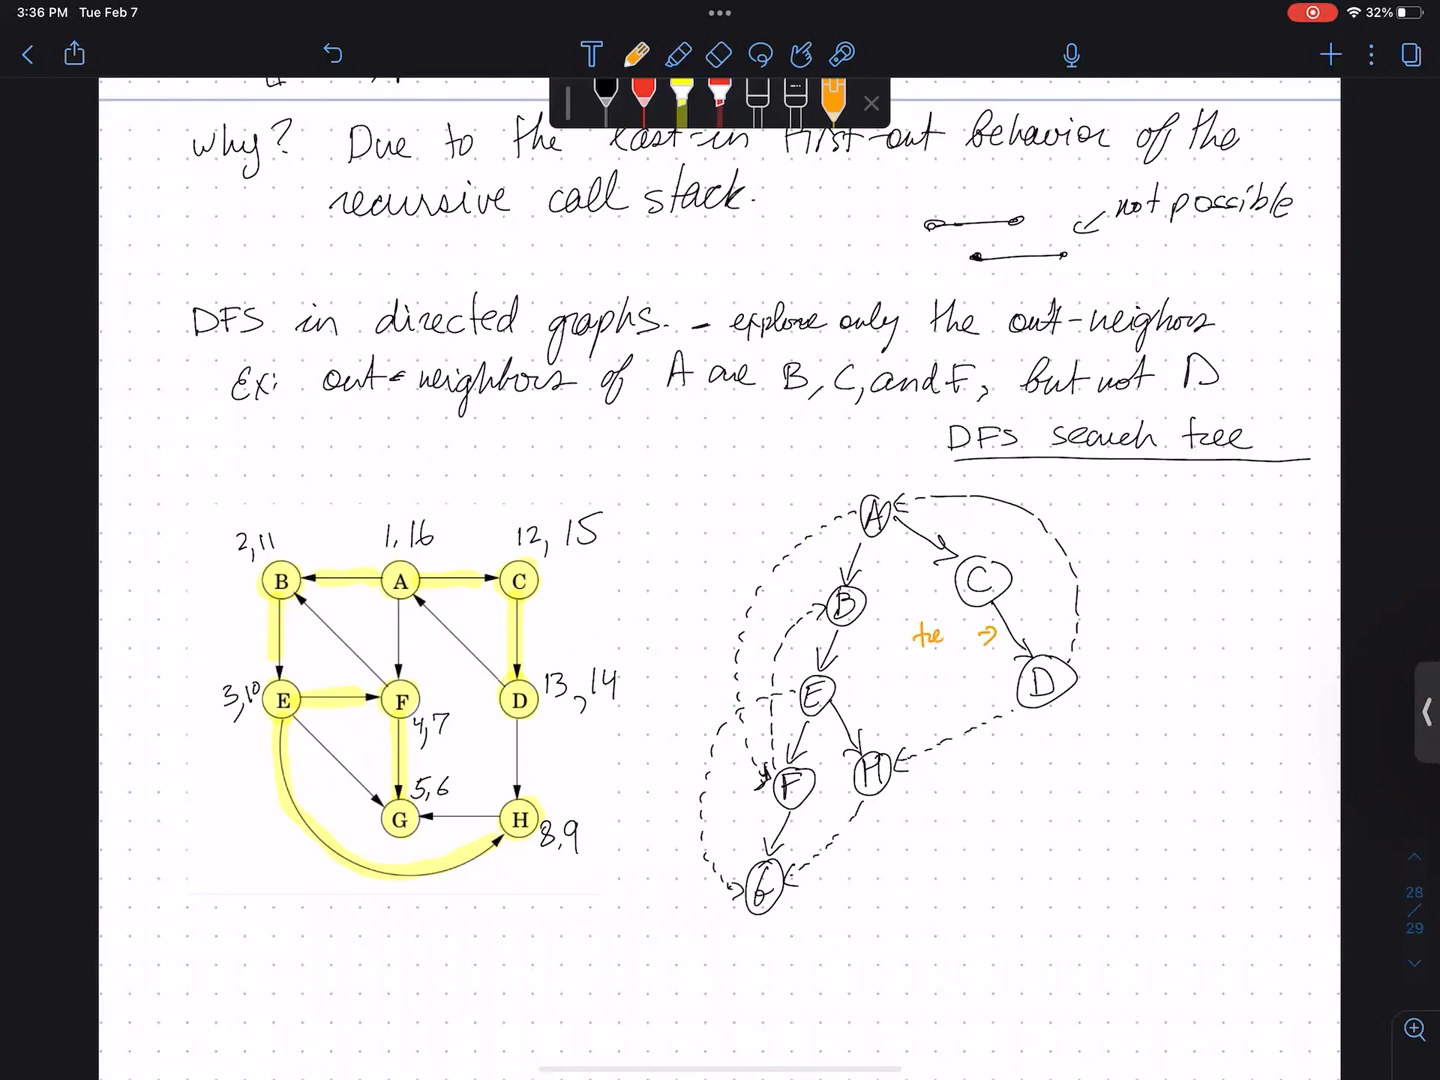 3:36 PM Tue Feb 7
32%
why? Due to the Last-in First-out behavior of the
recursive call stack.
not possible
DFS in directed graphs. - explore only the out-neighors
Ex: out-neighbors of A are B, C, and F, but not D
DFS search tree
2,11
1,16
12, 15
B
A
C
3,10
E
F
4,7
D
13, 14
5,6
G
H
8,9
A
B
C
tre
E
D
F
H
G
28
/
29